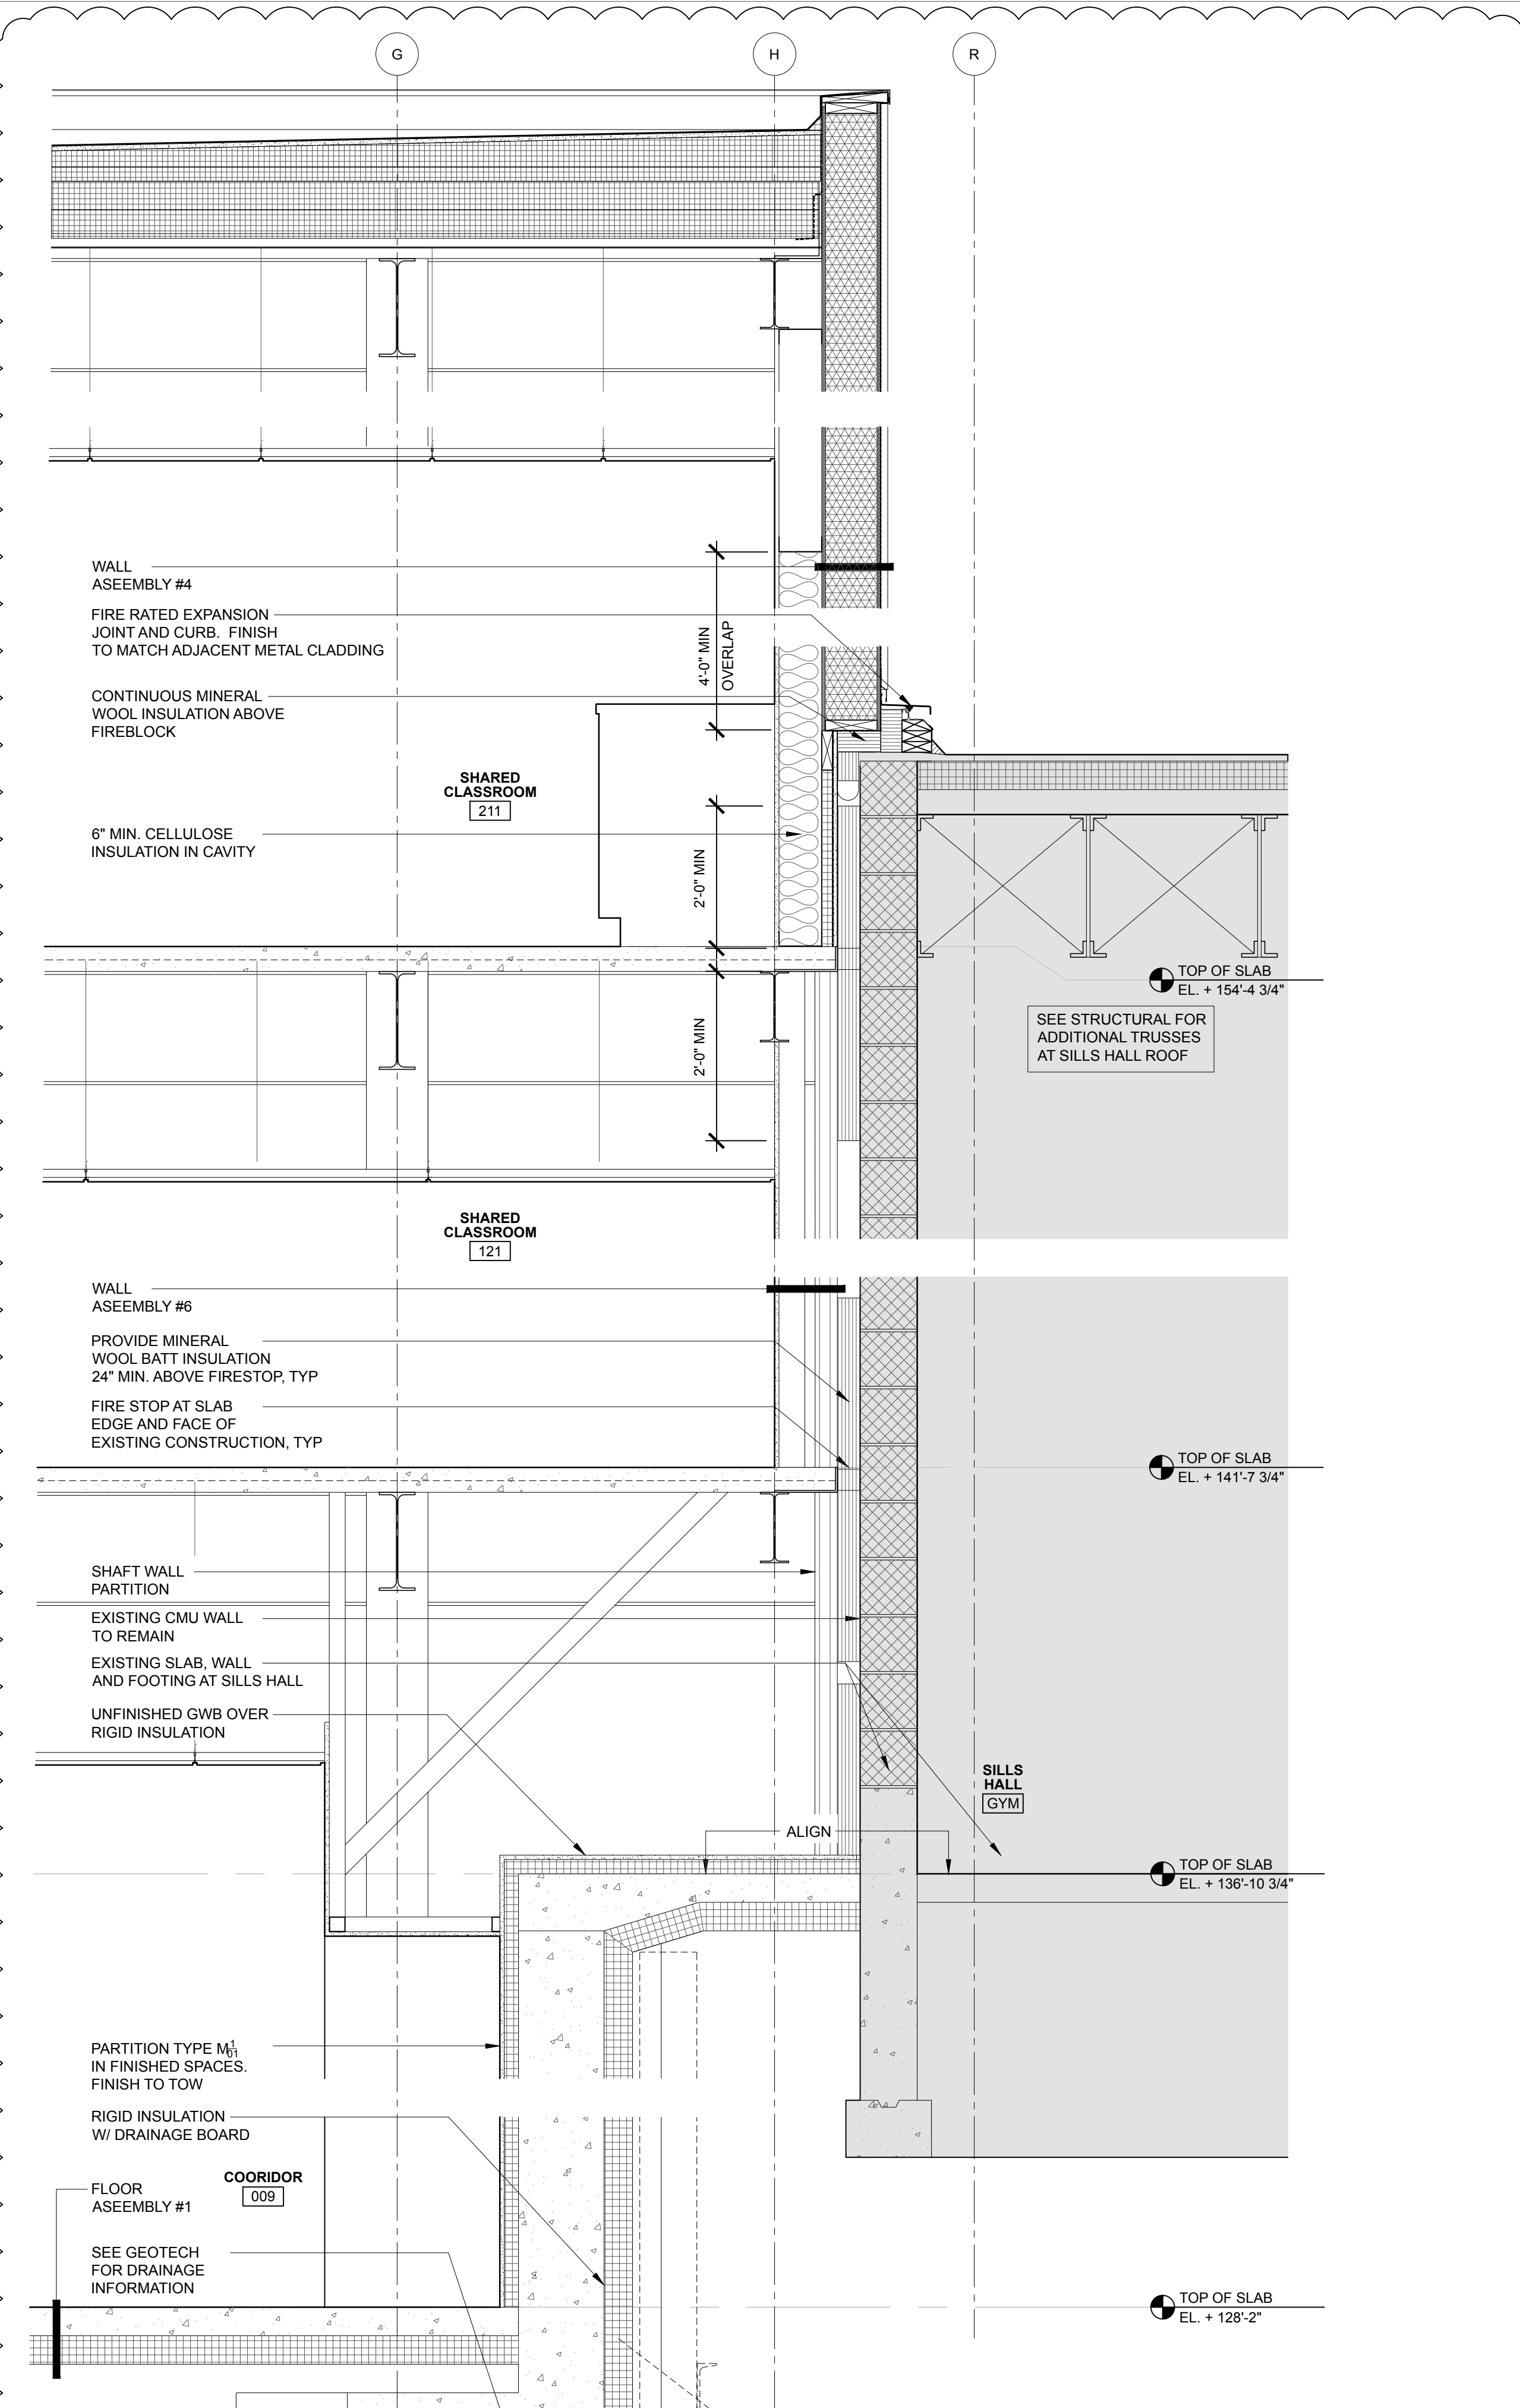 G
H
R
WALL
ASEEMBLY #4
FIRE RATED EXPANSION
JOINT AND CURB. FINISH
TO MATCH ADJACENT METAL CLADDING
4'-0" MIN
OVERLAP
CONTINUOUS MINERAL
WOOL INSULATION ABOVE
FIREBLOCK
SHARED
CLASSROOM
211
6" MIN. CELLULOSE
INSULATION IN CAVITY
2'-0" MIN
TOP OF SLAB
EL. + 154'-4 3/4"
SEE STRUCTURAL FOR
ADDITIONAL TRUSSES
AT SILLS HALL ROOF
2'-0" MIN
SHARED
CLASSROOM
121
WALL
ASEEMBLY #6
PROVIDE MINERAL
WOOL BATT INSULATION
24" MIN. ABOVE FIRESTOP, TYP
FIRE STOP AT SLAB
EDGE AND FACE OF
EXISTING CONSTRUCTION, TYP
TOP OF SLAB
EL. + 141'-7 3/4"
SHAFT WALL
PARTITION
EXISTING CMU WALL
TO REMAIN
EXISTING SLAB, WALL
AND FOOTING AT SILLS HALL
UNFINISHED GWB OVER
RIGID INSULATION
SILLS
HALL
GYM
ALIGN
TOP OF SLAB
EL. + 136'-10 3/4"
PARTITION TYPE M 1
01
IN FINISHED SPACES.
FINISH TO TOW
RIGID INSULATION
W/ DRAINAGE BOARD
COORIDOR
009
FLOOR
ASEEMBLY #1
SEE GEOTECH
FOR DRAINAGE
INFORMATION
TOP OF SLAB
EL. + 128'-2"